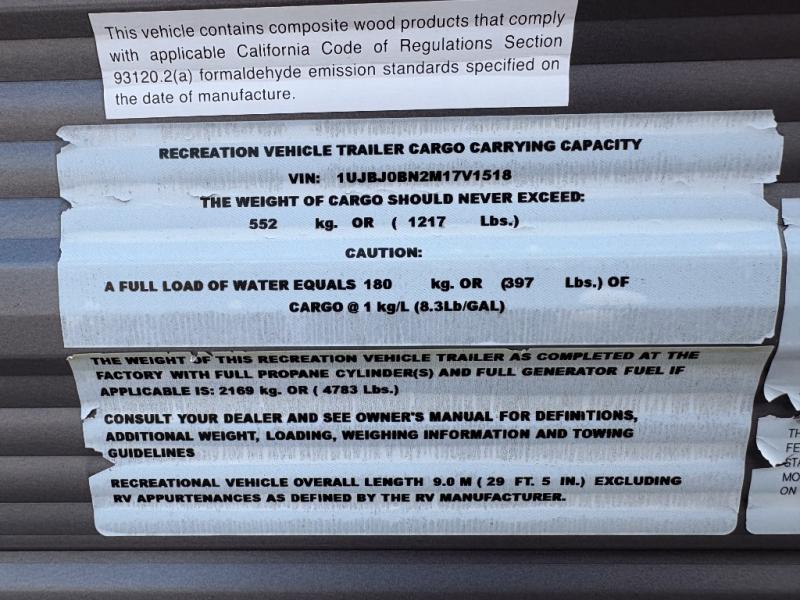 This vehicle contains composite wood products that comply
with applicable California Code of Regulations Section
93120.2(a) formaldehyde emission standards specified on
the date of manufacture.
RECREATION VEHICLE TRAILER CARGO CARRYING CAPACITY
VIN: 1UJBJ0BN2M17V1518
THE WEIGHT OF CARGO SHOULD NEVER EXCEED:
552 kg. OR ( 1217 Lbs.)
CAUTION:
A FULL LOAD OF WATER EQUALS 180 kg. OR (397 Lbs.) OF
CARGO @ 1 kg/L (8.3Lb/GAL)
THE WEIGHT OF THIS RECREATION VEHICLE TRAILER AS COMPLETED AT THE
FACTORY WITH FULL PROPANE CYLINDER(S) AND FULL GENERATOR FUEL IF
APPLICABLE IS: 2169 kg. OR ( 4783 Lbs.)
CONSULT YOUR DEALER AND SEE OWNER'S MANUAL FOR DEFINITIONS,
ADDITIONAL WEIGHT, LOADING, WEIGHING INFORMATION AND TOWING
GUIDELINES
RECREATIONAL VEHICLE OVERALL LENGTH 9.0 M ( 29 FT. 5 IN.) EXCLUDING
RV APPURTENANCES AS DEFINED BY THE RV MANUFACTURER.
TH
FE
STA
MO
ON